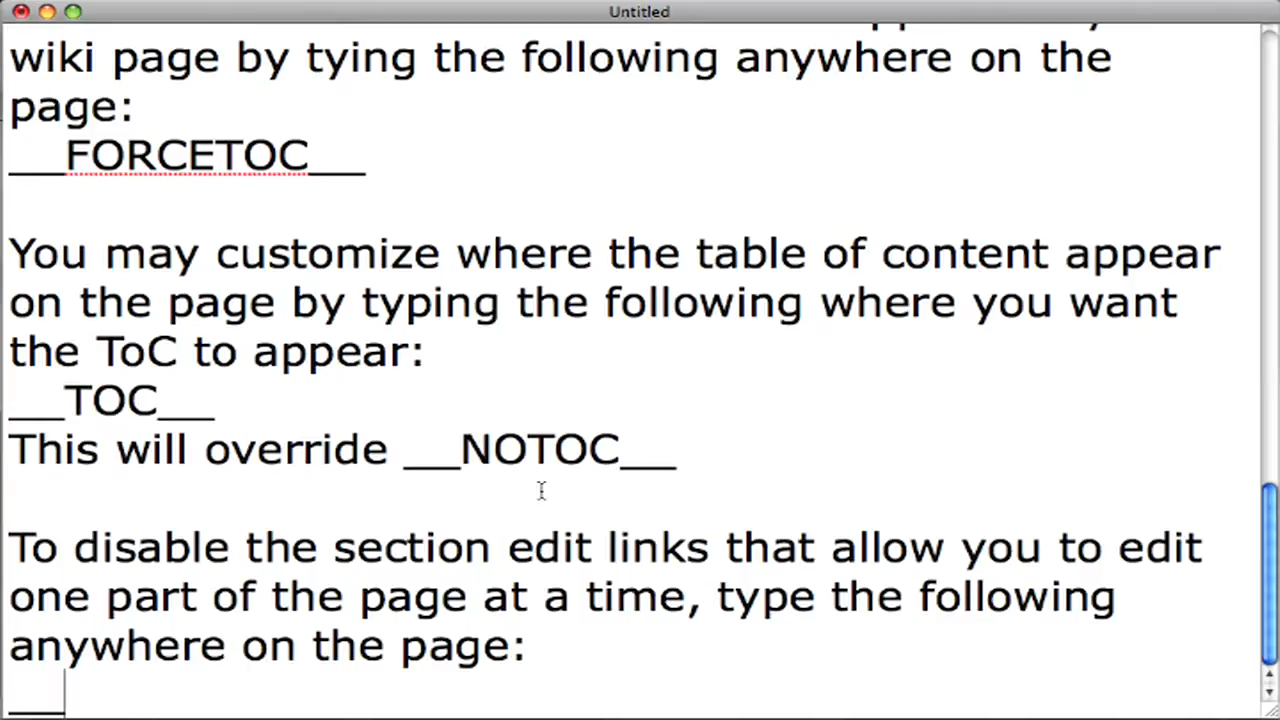 Untitled
wiki page by tying the following anywhere on the
page:
__FORCETOC__
You may customize where the table of content appear
on the page by typing the following where you want
the ToC to appear:
__TOC__
This will override __NOTOC__
To disable the section edit links that allow you to edit
one part of the page at a time, type the following
anywhere on the page:
__